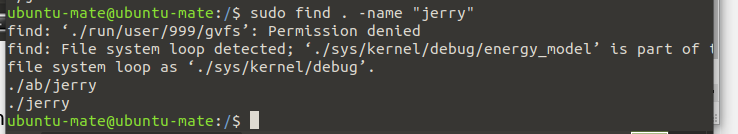 ubuntu-mate@ubuntu-mate:/$ sudo find . -name "jerry"
find: ‘./run/user/999/gvfs’: Permission denied
find: File system loop detected; ‘./sys/kernel/debug/energy_model’ is part of
file system loop as ‘./sys/kernel/debug’.
./ab/jerry
./jerry
ubuntu-mate@ubuntu-mate:/$